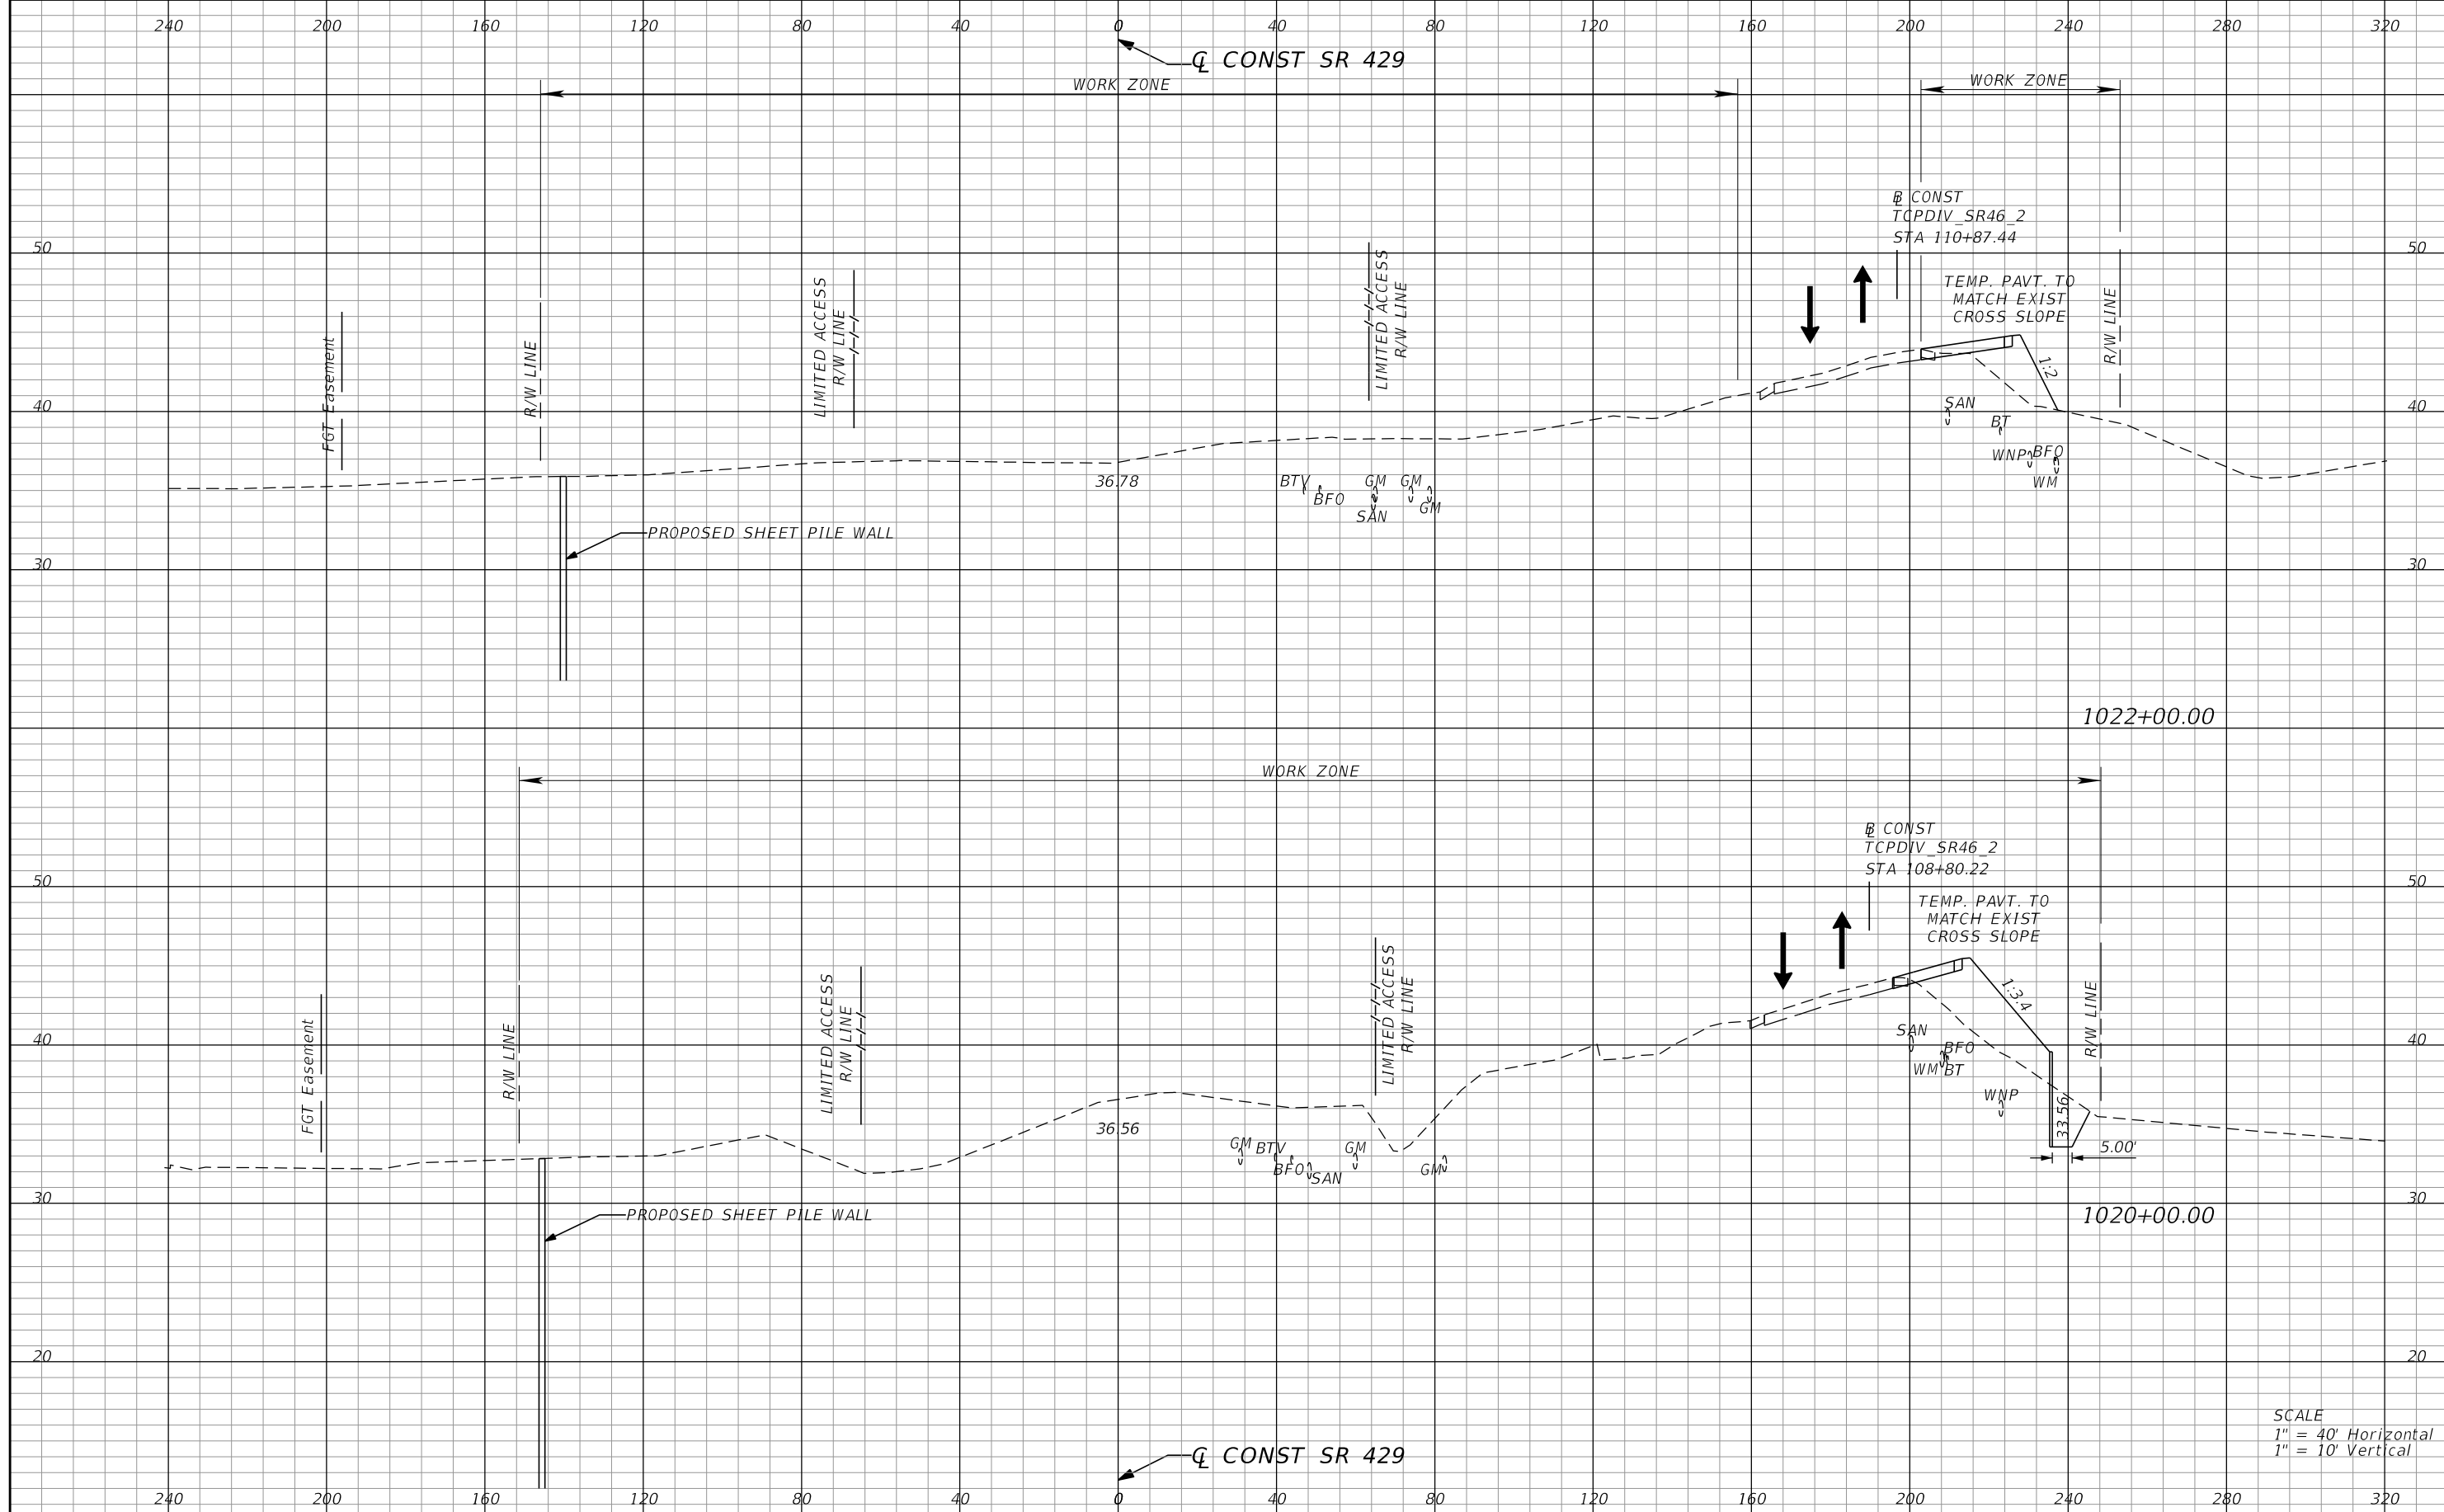 240 200 160 120 80 40 0 40 80 120 160 200 240 280 320
℄ CONST SR 429
WORK ZONE
WORK ZONE
B̵L CONST
TCPDIV_SR46_2
STA 110+87.44
50
50
TEMP. PAVT. TO
MATCH EXIST
CROSS SLOPE
FGT Easement
R/W LINE
LIMITED ACCESS
R/W LINE
LIMITED ACCESS
R/W LINE
R/W LINE
1:2
40
40
SAN
BT
WNP
BFO
WM
36.78
BTV
BFO
GM
SAN
GM
GM
PROPOSED SHEET PILE WALL
30
30
1022+00.00
WORK ZONE
B̵L CONST
TCPDIV_SR46_2
STA 108+80.22
50
50
TEMP. PAVT. TO
MATCH EXIST
CROSS SLOPE
FGT Easement
R/W LINE
LIMITED ACCESS
R/W LINE
LIMITED ACCESS
R/W LINE
1:3.4
R/W LINE
40
40
SAN
BFO
WM
BT
WNP
33.56
5.00'
36.56
GM
BTV
BFO
SAN
GM
GM
30
30
PROPOSED SHEET PILE WALL
1020+00.00
20
20
SCALE
1" = 40' Horizontal
1" = 10' Vertical
℄ CONST SR 429
240 200 160 120 80 40 0 40 80 120 160 200 240 280 320